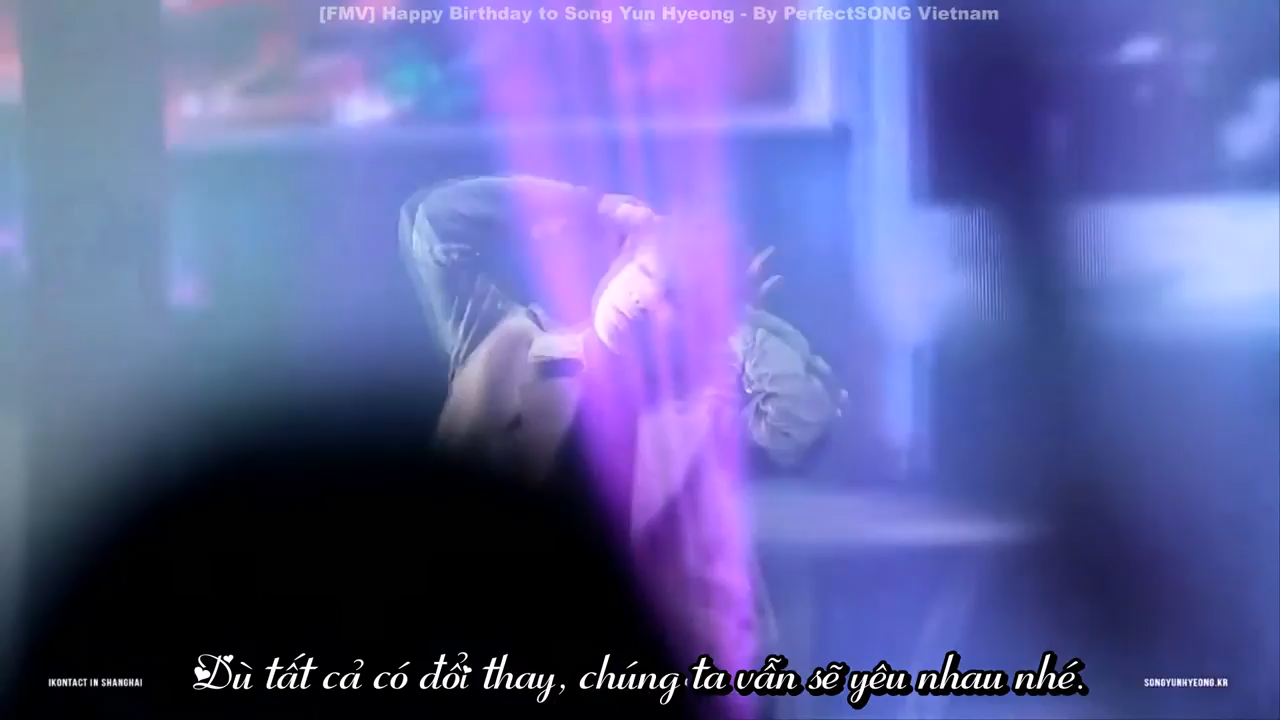 [FMV] Happy Birthday to Song Yun Hyeong - By PerfectSONG Vietnam
Dù tất cả có đổi thay, chúng ta vẫn sẽ yêu nhau nhé.
IKONTACT IN SHANGHAI
SONGYUNHYEONG.KR